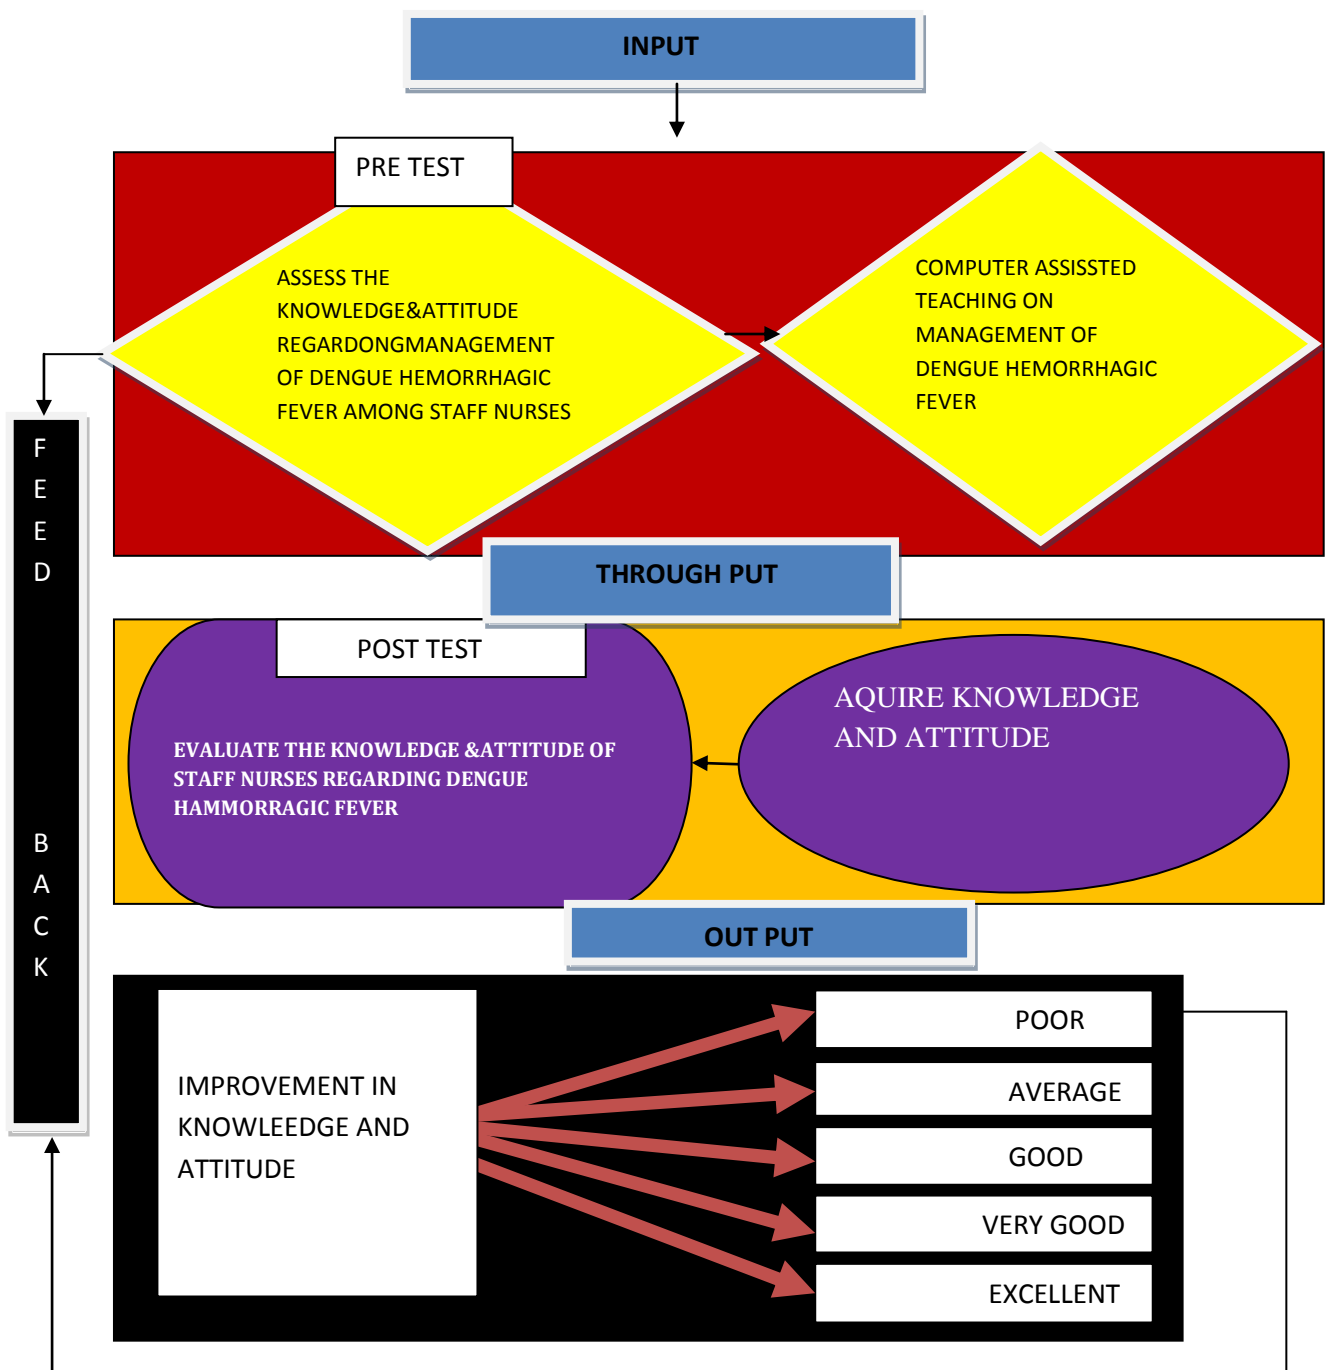 INPUT
PRE TEST
ASSESS THE
KNOWLEDGE&ATTITUDE
REGARDONGMANAGEMENT
OF DENGUE HEMORRHAGIC
FEVER AMONG STAFF NURSES
COMPUTER ASSISSTED
TEACHING ON
MANAGEMENT OF
DENGUE HEMORRHAGIC
FEVER
F
E
E
D
B
A
C
K
THROUGH PUT
POST TEST
EVALUATE THE KNOWLEDGE &ATTITUDE OF
STAFF NURSES REGARDING DENGUE
HAMMORRAGIC FEVER
AQUIRE KNOWLEDGE
AND ATTITUDE
OUT PUT
IMPROVEMENT IN
KNOWLEEDGE AND
ATTITUDE
POOR
AVERAGE
GOOD
VERY GOOD
EXCELLENT